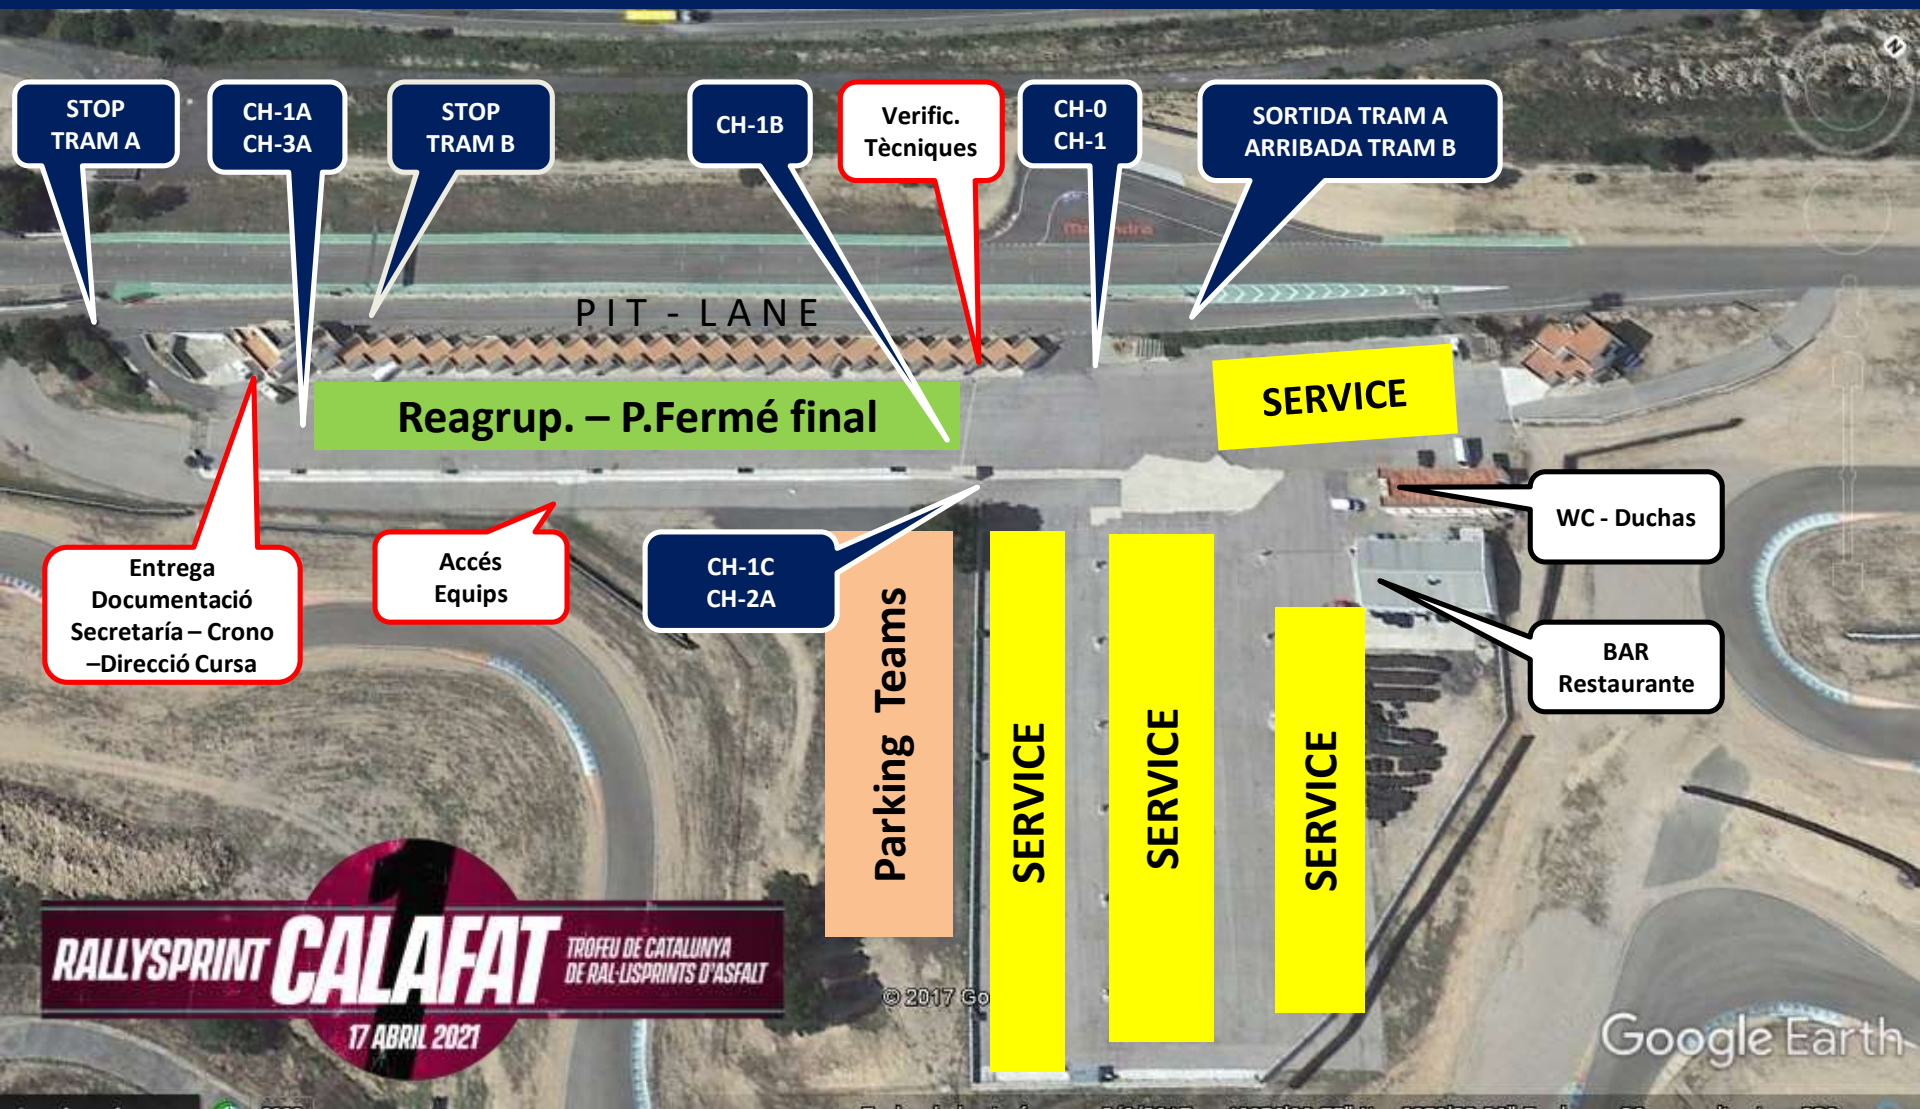 STOP
TRAM A
CH-1A
CH-3A
STOP
TRAM B
CH-1B
Verific.
Tècniques
CH-0
CH-1
SORTIDA TRAM A
ARRIBADA TRAM B
N
mahindra
PIT - LANE
Reagrup. – P.Fermé final
SERVICE
WC - Duchas
Entrega
Documentació
Secretaría – Crono
–Direcció Cursa
Accés
Equips
CH-1C
CH-2A
BAR
Restaurante
Parking Teams
SERVICE
SERVICE
SERVICE
1
RALLYSPRINT CALAFAT
TROFEU DE CATALUNYA
DE RAL·LISPRINTS D'ASFALT
17 ABRIL 2021
© 2017 Go
Google Earth